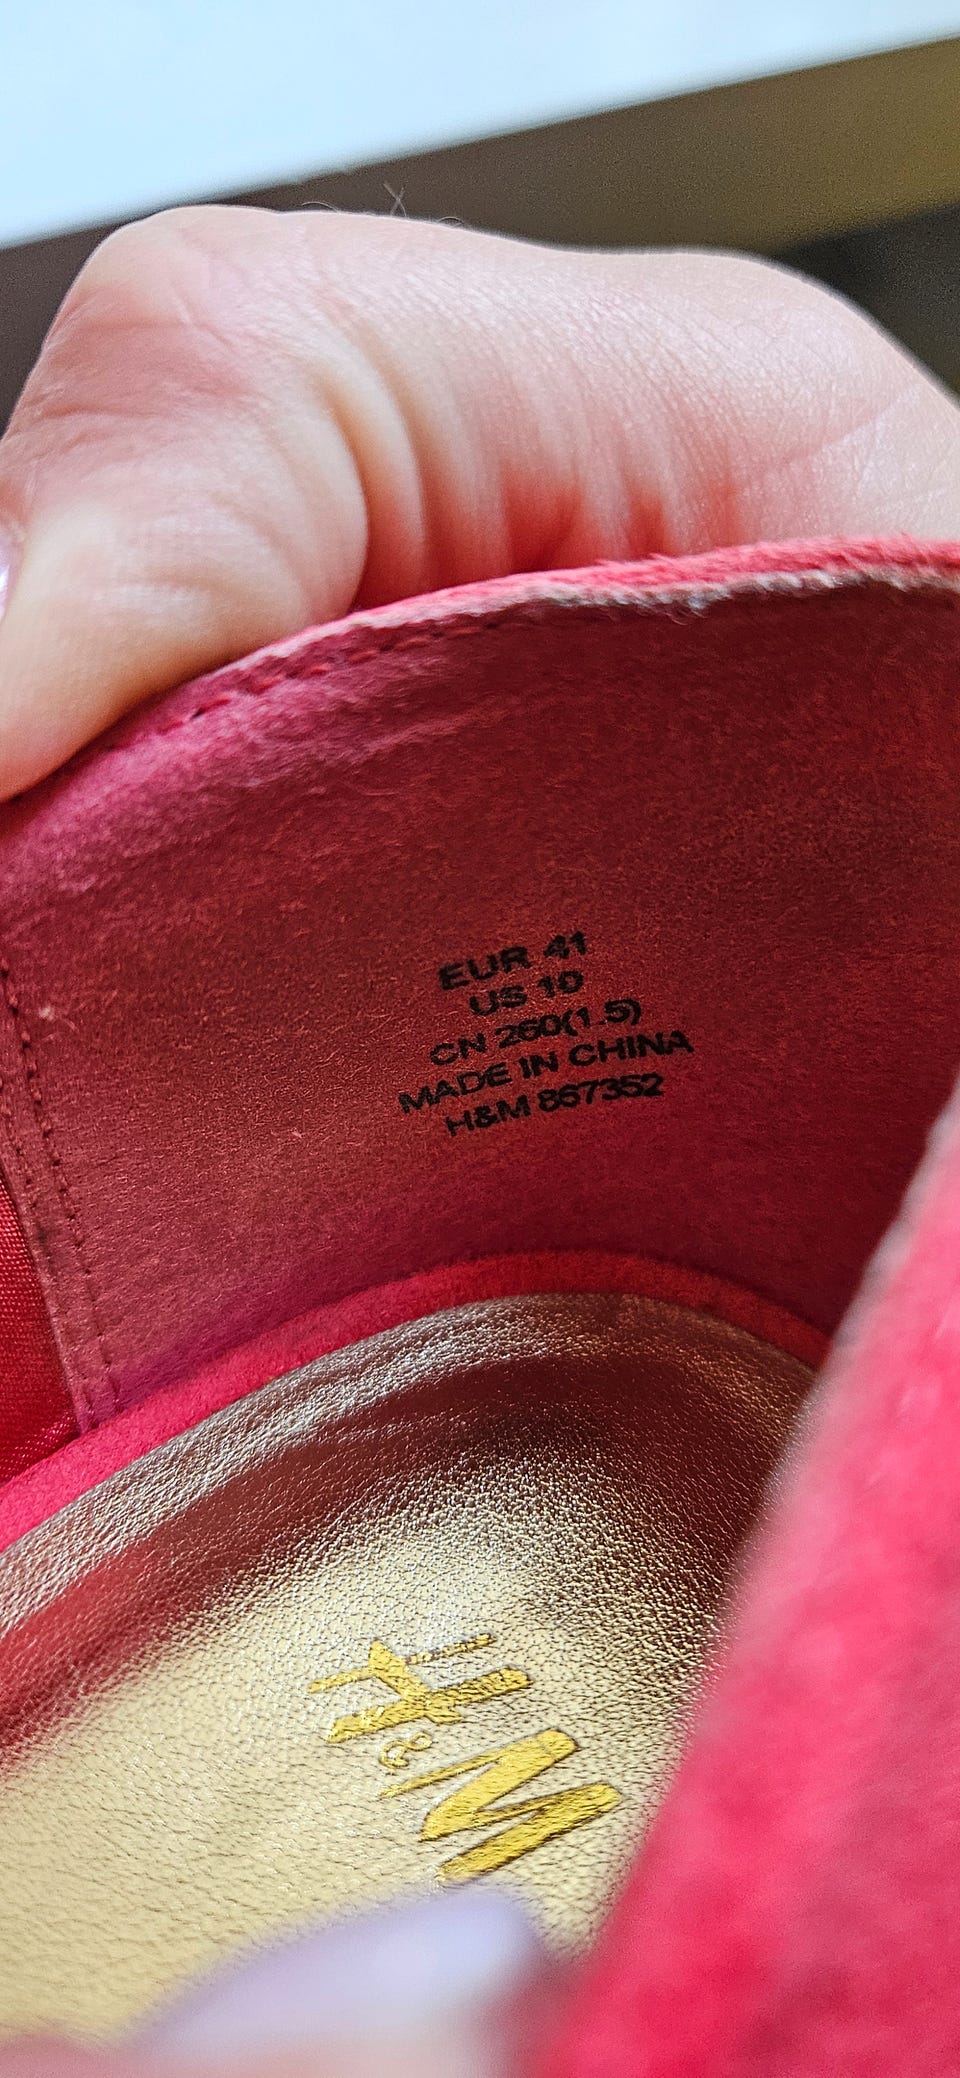 EUR 41
US 10
CN 260(1.5)
MADE IN CHINA
H&M 867352
H&M